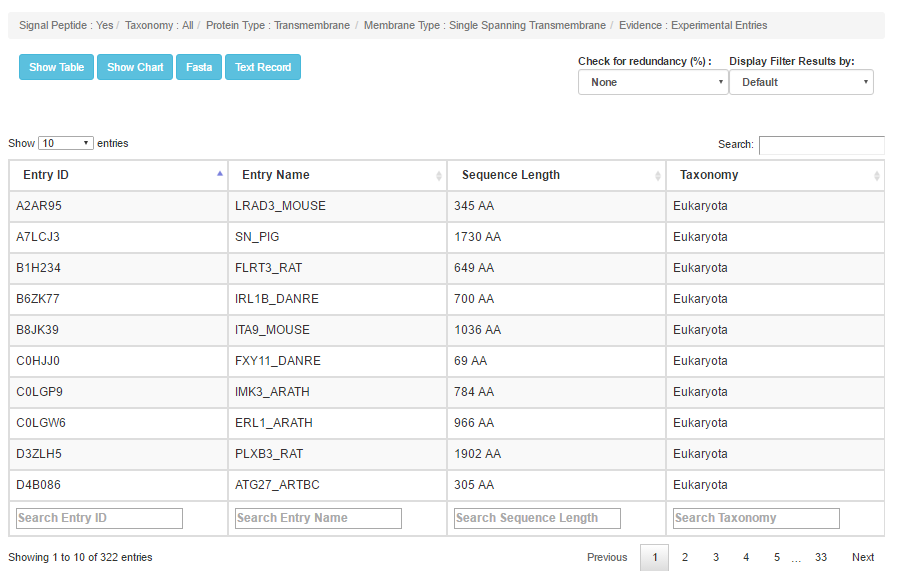 Signal Peptide : Yes / Taxonomy : All / Protein Type : Transmembrane / Membrane Type : Single Spanning Transmembrane / Evidence : Experimental Entries
Check for redundancy (%) : Display Filter Results by:
Show Table Show Chart Fasta Text Record
None Default
Show 10 entries Search:
Entry ID Entry Name Sequence Length Taxonomy
A2AR95 LRAD3_MOUSE 345 AA Eukaryota
A7LCJ3 SN_PIG 1730 AA Eukaryota
B1H234 FLRT3_RAT 649 AA Eukaryota
B6ZK77 IRL1B_DANRE 700 AA Eukaryota
B8JK39 ITA9_MOUSE 1036 AA Eukaryota
C0HJJ0 FXY11_DANRE 69 AA Eukaryota
C0LGP9 IMK3_ARATH 784 AA Eukaryota
C0LGW6 ERL1_ARATH 966 AA Eukaryota
D3ZLH5 PLXB3_RAT 1902 AA Eukaryota
D4B086 ATG27_ARTBC 305 AA Eukaryota
Search Entry ID Search Entry Name Search Sequence Length Search Taxonomy
Showing 1 to 10 of 322 entries Previous 1 2 3 4 5 ... 33 Next